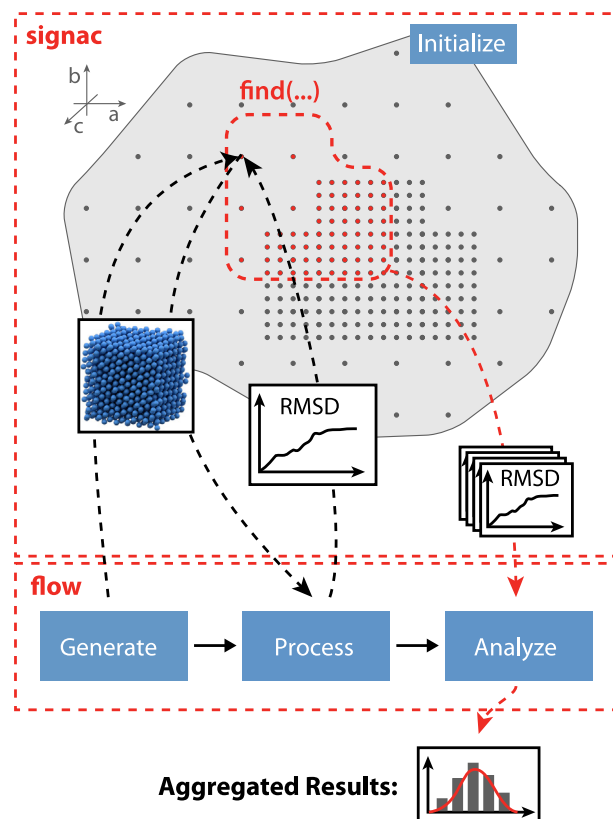 signac
Initialize
b
a
c
find(...)
RMSD
RMSD
flow
Generate
Process
Analyze
Aggregated Results: